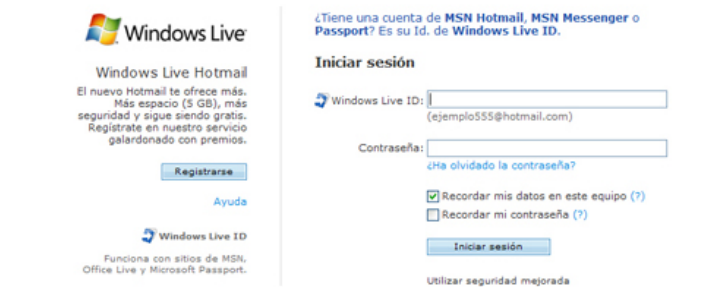 Windows Live
Windows Live Hotmail
El nuevo Hotmail te ofrece más.
Más espacio (5 GB), más
seguridad y sigue siendo gratis.
Regístrate en nuestro servicio
galardonado con premios.
Registrarse
Ayuda
Windows Live ID
Funciona con sitios de MSN,
Office Live y Microsoft Passport.
¿Tiene una cuenta de MSN Hotmail, MSN Messenger o
Passport? Es su Id. de Windows Live ID.
Iniciar sesión
Windows Live ID:
(ejemplo555@hotmail.com)
Contraseña:
¿Ha olvidado la contraseña?
Recordar mis datos en este equipo (?)
Recordar mi contraseña (?)
Iniciar sesión
Utilizar seguridad mejorada